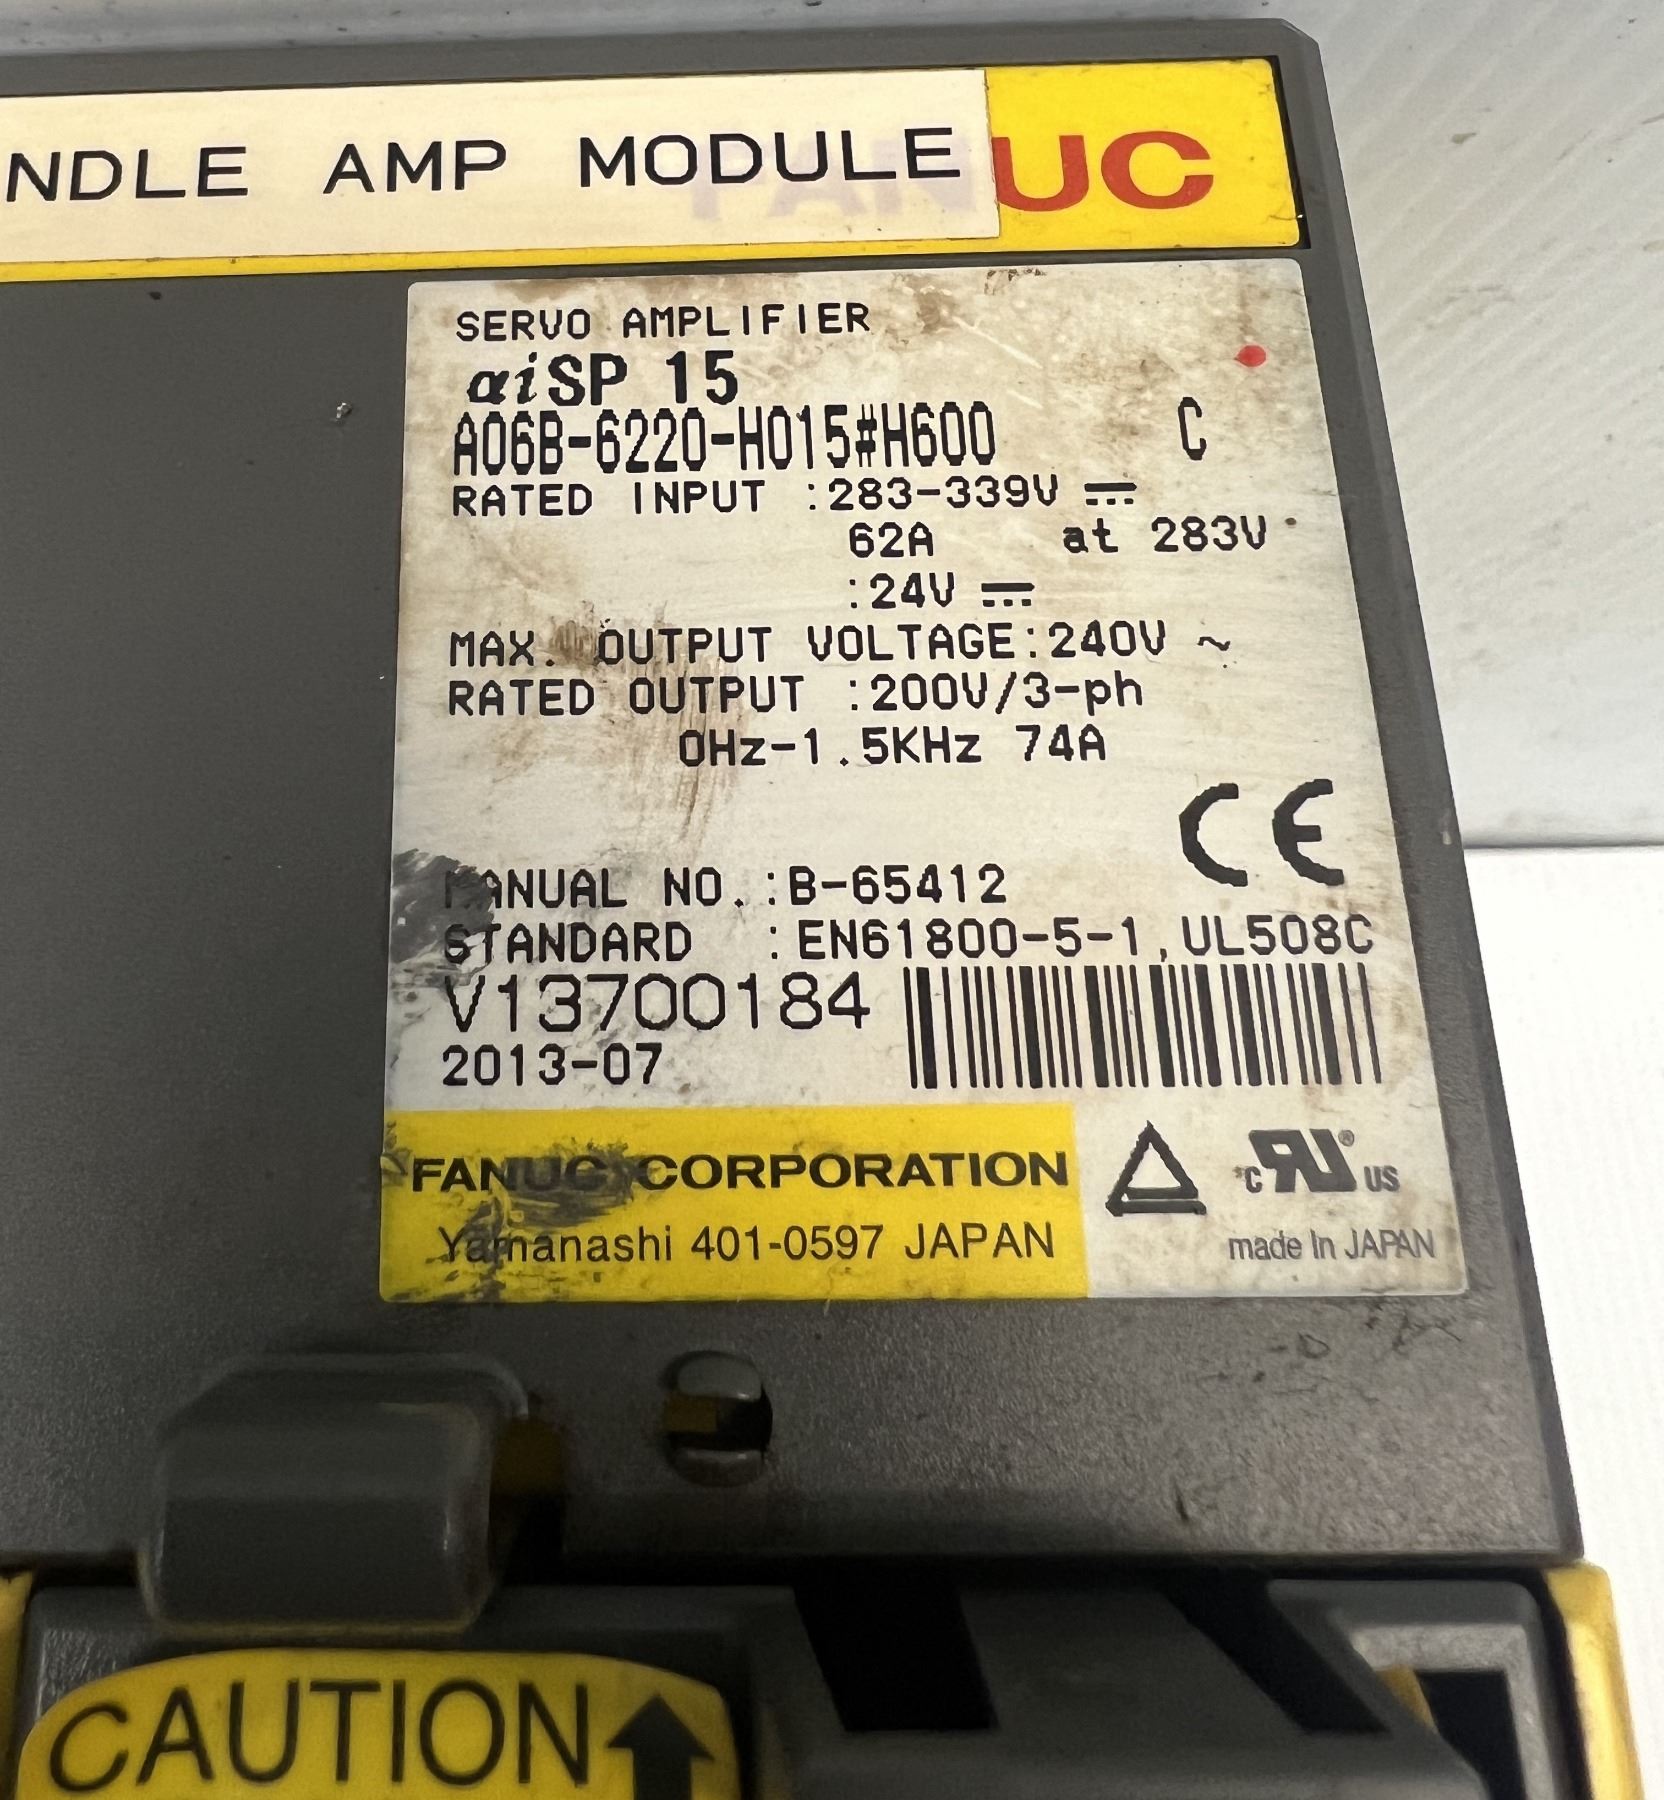 NDLE AMP MODULE UC
SERVO AMPLIFIER
αiSP 15
A06B-6220-H015#H600 C
RATED INPUT :283-339V ⎓
62A at 283V
:24V ⎓
MAX. OUTPUT VOLTAGE:240V ~
RATED OUTPUT :200V/3-ph
0Hz-1.5KHz 74A
CE
MANUAL NO.:B-65412
STANDARD :EN61800-5-1,UL508C
V13700184
2013-07
FANUC CORPORATION
Yamanashi 401-0597 JAPAN
c RU ® US
made in JAPAN
CAUTION